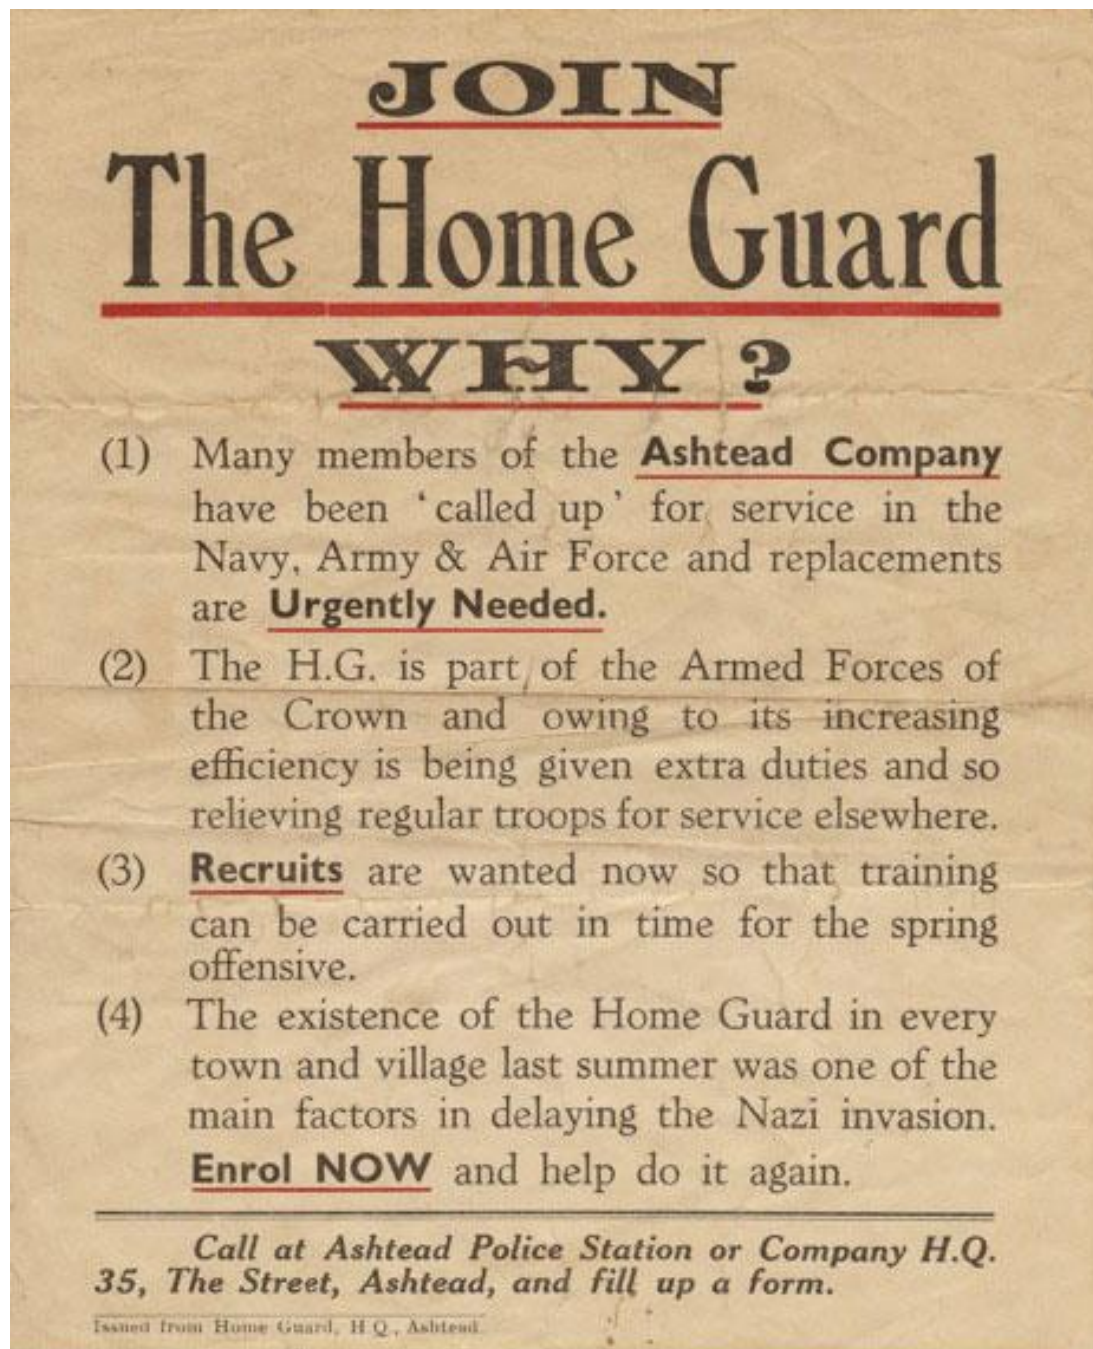 JOIN
The Home Guard
WHY?
(1) Many members of the Ashtead Company
have been 'called up' for service in the
Navy, Army & Air Force and replacements
are Urgently Needed.
(2) The H.G. is part of the Armed Forces of
the Crown and owing to its increasing
efficiency is being given extra duties and so
relieving regular troops for service elsewhere.
(3) Recruits are wanted now so that training
can be carried out in time for the spring
offensive.
(4) The existence of the Home Guard in every
town and village last summer was one of the
main factors in delaying the Nazi invasion.
Enrol NOW and help do it again.
Call at Ashtead Police Station or Company H.Q.
35, The Street, Ashtead, and fill up a form.
Issued from Home Guard, H Q., Ashtead